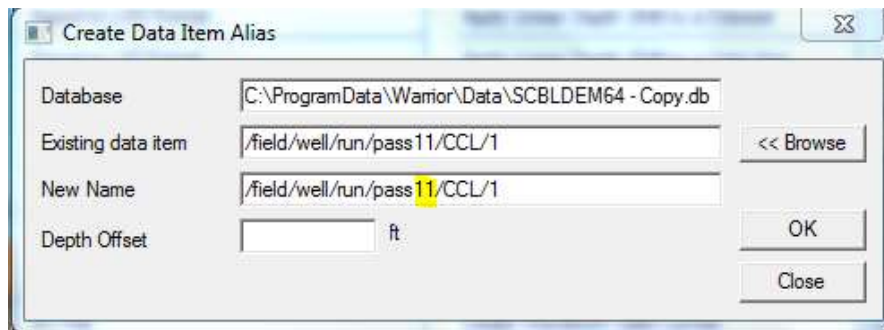 Create Data Item Alias
Database C:\ProgramData\Warrior\Data\SCBLDEM64 - Copy.db
Existing data item /field/well/run/pass11/CCL/1 << Browse
New Name /field/well/run/pass11/CCL/1
Depth Offset ft OK
Close